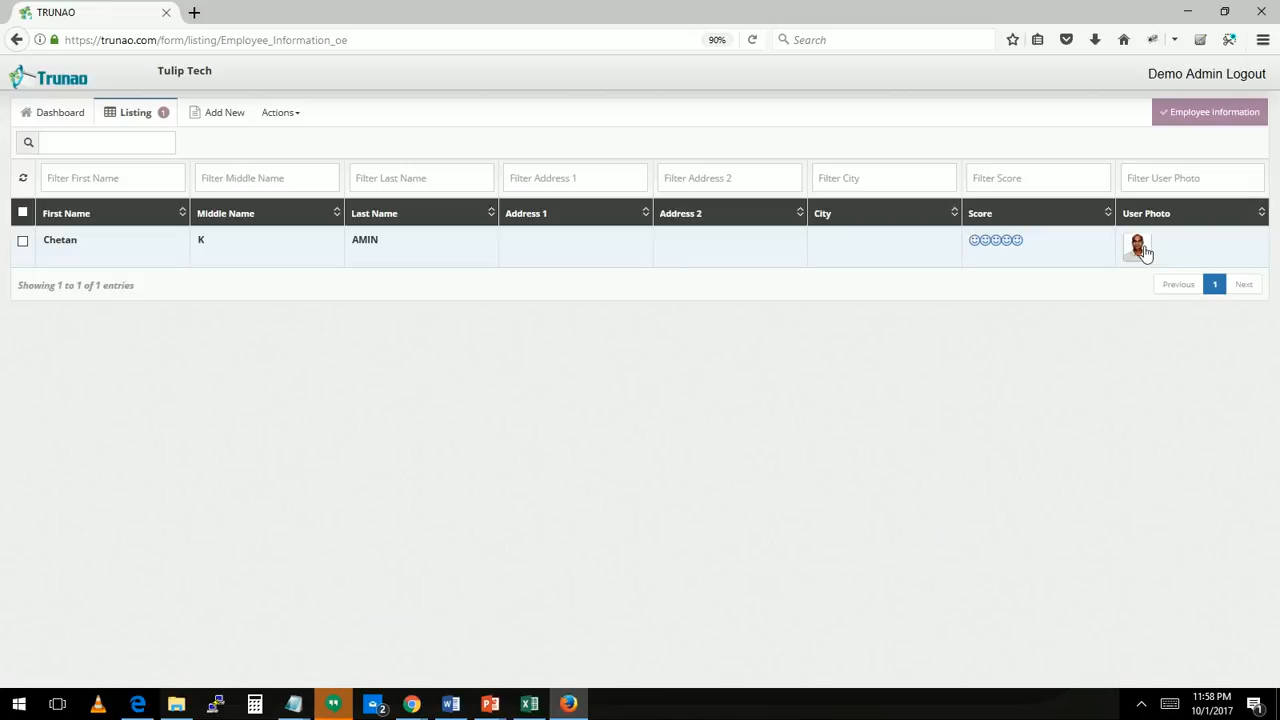 TRUNAO
https://trunao.com/form/listing/Employee_Information_oe
90%
Search
Trunao
Tulip Tech
Demo Admin Logout
Dashboard
Listing 1
Add New
Actions
Employee Information
Filter First Name
Filter Middle Name
Filter Last Name
Filter Address 1
Filter Address 2
Filter City
Filter Score
Filter User Photo
First Name
Middle Name
Last Name
Address 1
Address 2
City
Score
User Photo
Chetan
K
AMIN
Showing 1 to 1 of 1 entries
Previous
1
Next
2
11:58 PM
10/1/2017
1